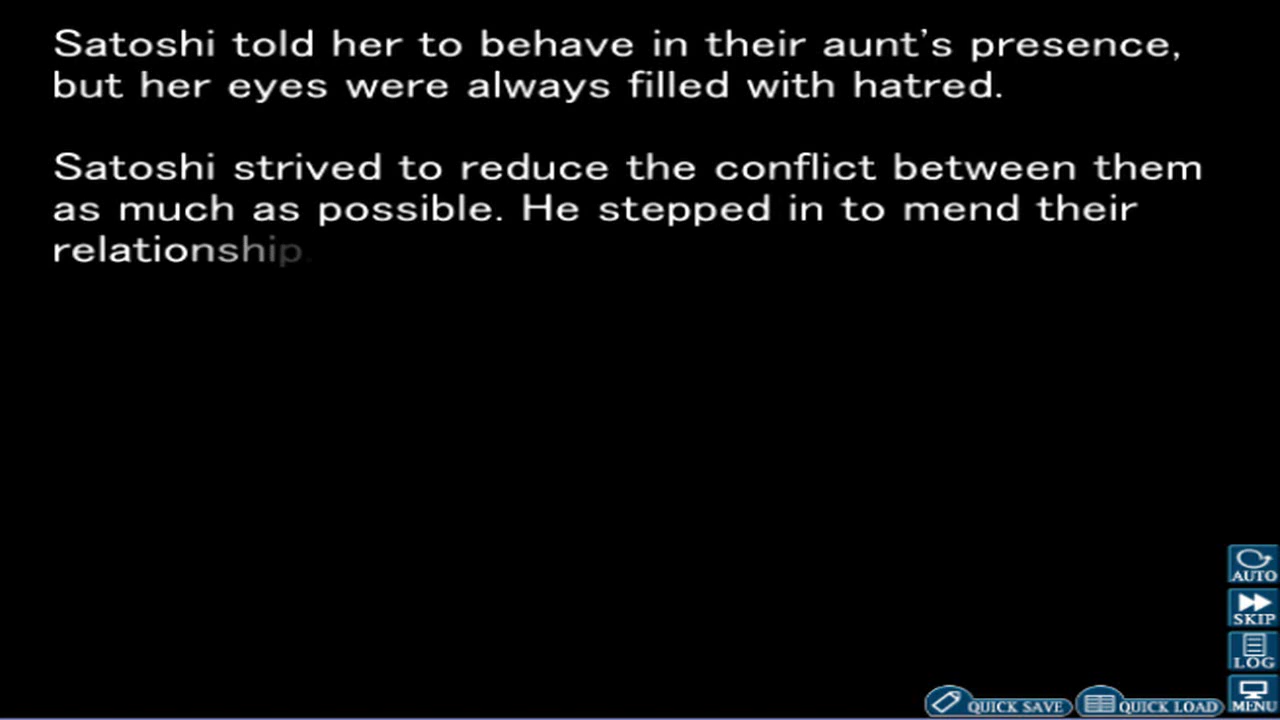 Satoshi told her to behave in their aunt's presence,
but her eyes were always filled with hatred.
Satoshi strived to reduce the conflict between them
as much as possible. He stepped in to mend their
relationship.
AUTO
SKIP
LOG
QUICK SAVE QUICK LOAD MENU